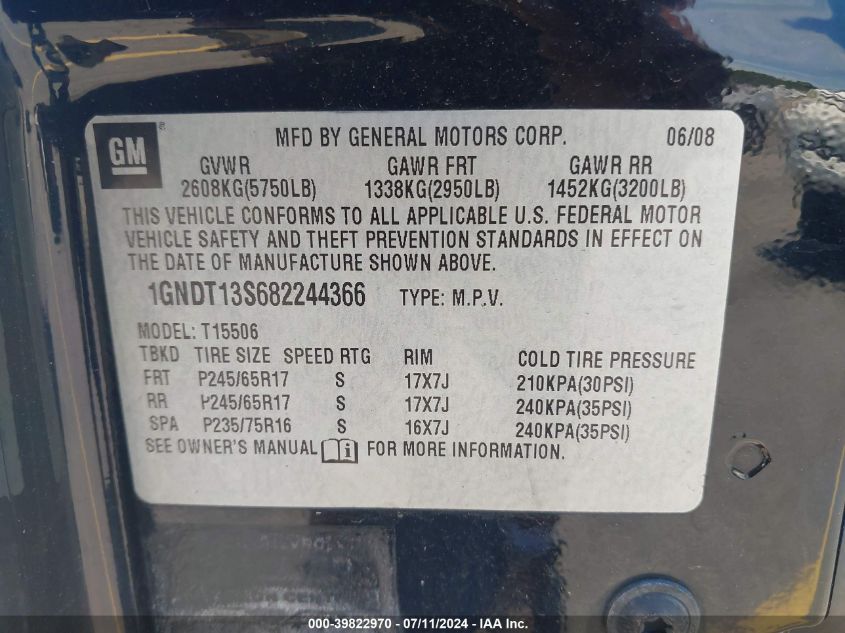 GM ® MFD BY GENERAL MOTORS CORP. 06/08
GVWR GAWR FRT GAWR RR
2608KG(5750LB) 1338KG(2950LB) 1452KG(3200LB)
THIS VEHICLE CONFORMS TO ALL APPLICABLE U.S. FEDERAL MOTOR
VEHICLE SAFETY AND THEFT PREVENTION STANDARDS IN EFFECT ON
THE DATE OF MANUFACTURE SHOWN ABOVE.
1GNDT13S682244366 TYPE: M.P.V.
MODEL: T15506
TBKD TIRE SIZE SPEED RTG RIM COLD TIRE PRESSURE
FRT P245/65R17 S 17X7J 210KPA(30PSI)
RR P245/65R17 S 17X7J 240KPA(35PSI)
SPA P235/75R16 S 16X7J 240KPA(35PSI)
SEE OWNER'S MANUAL FOR MORE INFORMATION.
000-39822970 - 07/11/2024 - IAA Inc.